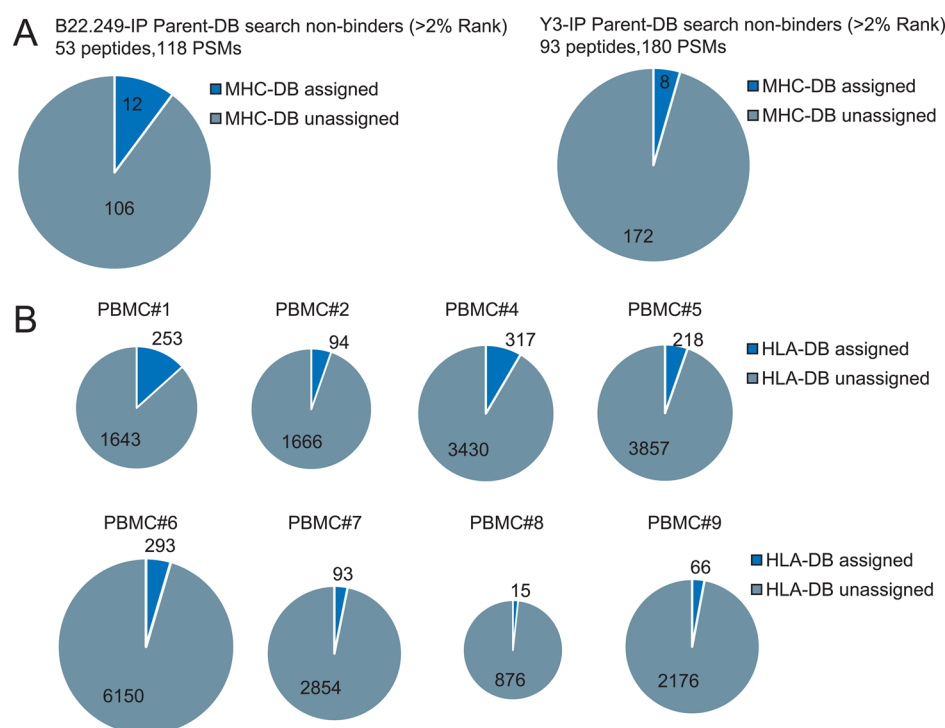 A
B22.249-IP Parent-DB search non-binders (>2% Rank)
53 peptides,118 PSMs
12
106
MHC-DB assigned
MHC-DB unassigned
Y3-IP Parent-DB search non-binders (>2% Rank)
93 peptides,180 PSMs
8
172
MHC-DB assigned
MHC-DB unassigned
B
PBMC#1
253
1643
PBMC#2
94
1666
PBMC#4
317
3430
PBMC#5
218
3857
HLA-DB assigned
HLA-DB unassigned
PBMC#6
293
6150
PBMC#7
93
2854
PBMC#8
15
876
PBMC#9
66
2176
HLA-DB assigned
HLA-DB unassigned